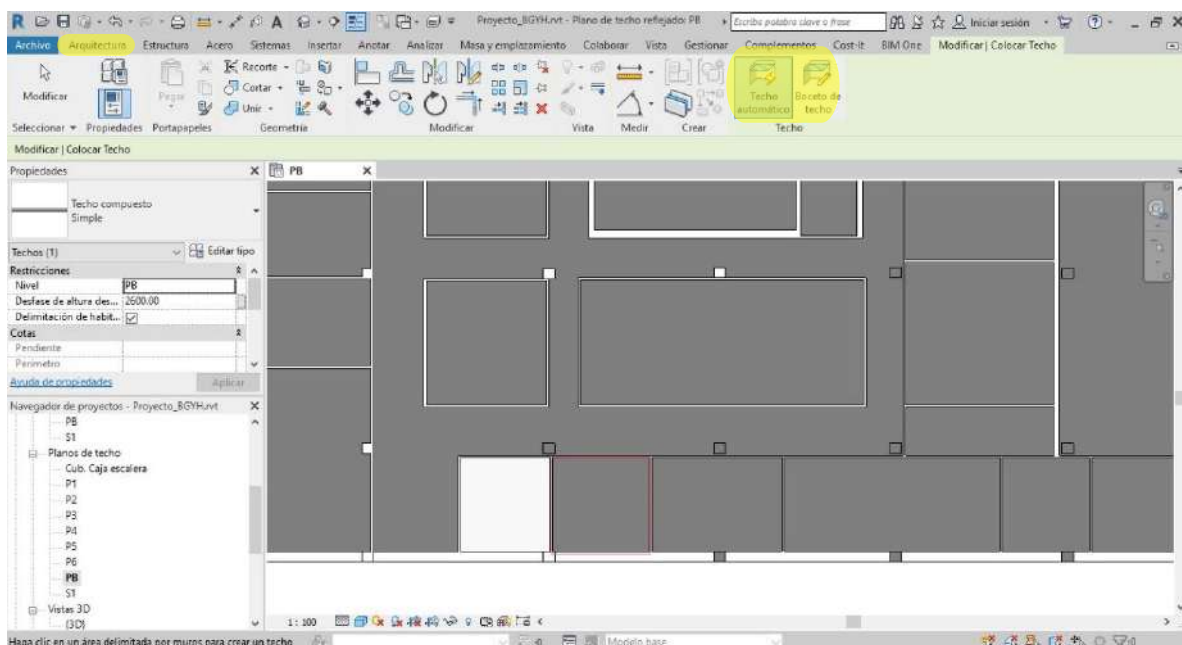 Proyecto_BGYH.rvt - Plano de techo reflejado: PB
Escriba palabra clave o frase
Iniciar sesión
Archivo Arquitectura Estructura Acero Sistemas Insertar Anotar Analizar Masa y emplazamiento Colaborar Vista Gestionar Complementos Cost-it BIM One Modificar | Colocar Techo
Modificar
Pegar
Recorte
Cortar
Unir
Techo automático
Boceto de techo
Seleccionar Propiedades Portapapeles Geometría Modificar Vista Medir Crear Techo
Modificar | Colocar Techo
Propiedades
PB
Techo compuesto
Simple
Techos (1)
Editar tipo
Restricciones
Nivel PB
Desfase de altura des... 2600.00
Delimitación de habit...
Cotas
Pendiente
Perímetro
Ayuda de propiedades
Aplicar
Navegador de proyectos - Proyecto_BGYH.rvt
PB
S1
Planos de techo
Cub. Caja escalera
P1
P2
P3
P4
P5
P6
PB
S1
Vistas 3D
{3D}
1 : 100
Haga clic en un área delimitada por muros para crear un techo
:0
Modelo base
:0